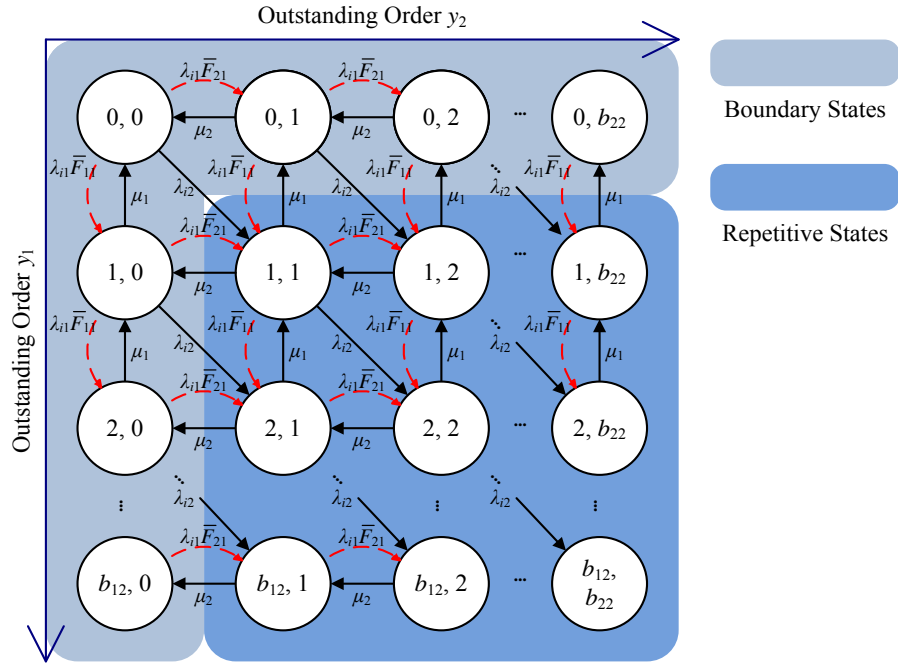 Outstanding Order y₂
Outstanding Order y₁
λᵢ₁F̅₂₁ λᵢ₁F̅₂₁
0, 0 0, 1 0, 2 ... 0, b₂₂
μ₂ μ₂
λᵢ₁F̅₁₁ μ₁ λᵢ₂ λᵢ₁F̅₁₁ μ₁ λᵢ₂ λᵢ₁F̅₁₁ μ₁ ... λᵢ₂ λᵢ₁F̅₁₁ μ₁
λᵢ₁F̅₂₁ λᵢ₁F̅₂₁
1, 0 1, 1 1, 2 ... 1, b₂₂
μ₂ μ₂
λᵢ₁F̅₁₁ μ₁ λᵢ₂ λᵢ₁F̅₁₁ μ₁ λᵢ₂ λᵢ₁F̅₁₁ μ₁ ... λᵢ₂ λᵢ₁F̅₁₁ μ₁
λᵢ₁F̅₂₁ λᵢ₁F̅₂₁
2, 0 2, 1 2, 2 ... 2, b₂₂
μ₂ μ₂
... ... λᵢ₂ ... ... λᵢ₂ ... ... λᵢ₂ ...
λᵢ₁F̅₂₁ λᵢ₁F̅₂₁
b₁₂, 0 b₁₂, 1 b₁₂, 2 ... b₁₂,
b₂₂
μ₂ μ₂
Boundary States
Repetitive States